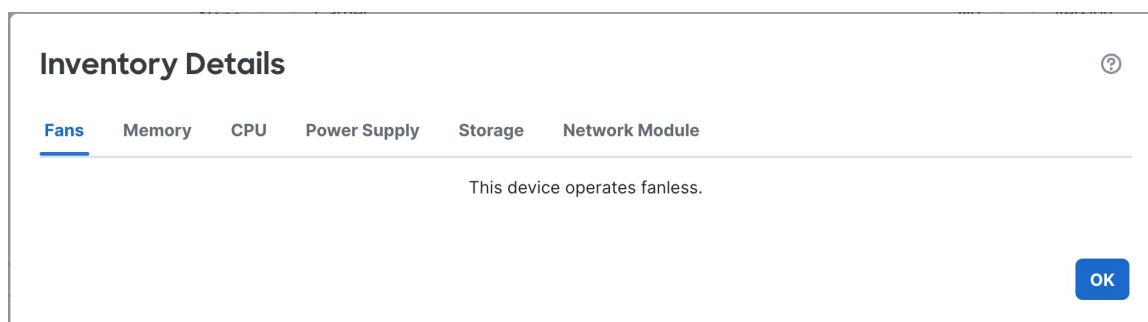 Inventory Details
Fans Memory CPU Power Supply Storage Network Module
This device operates fanless.
OK